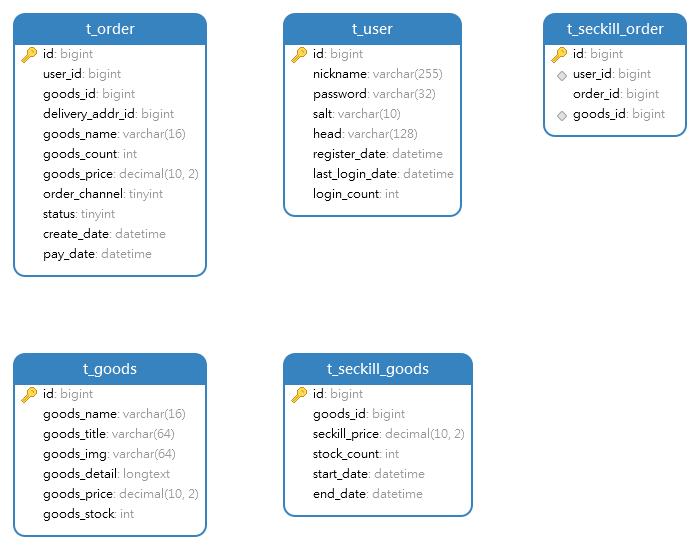 t_order
id: bigint
user_id: bigint
goods_id: bigint
delivery_addr_id: bigint
goods_name: varchar(16)
goods_count: int
goods_price: decimal(10, 2)
order_channel: tinyint
status: tinyint
create_date: datetime
pay_date: datetime
t_user
id: bigint
nickname: varchar(255)
password: varchar(32)
salt: varchar(10)
head: varchar(128)
register_date: datetime
last_login_date: datetime
login_count: int
t_seckill_order
id: bigint
user_id: bigint
order_id: bigint
goods_id: bigint
t_goods
id: bigint
goods_name: varchar(16)
goods_title: varchar(64)
goods_img: varchar(64)
goods_detail: longtext
goods_price: decimal(10, 2)
goods_stock: int
t_seckill_goods
id: bigint
goods_id: bigint
seckill_price: decimal(10, 2)
stock_count: int
start_date: datetime
end_date: datetime